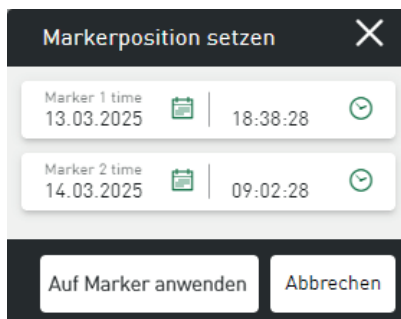 Markerposition setzen
Marker 1 time
13.03.2025 18:38:28
Marker 2 time
14.03.2025 09:02:28
Auf Marker anwenden Abbrechen